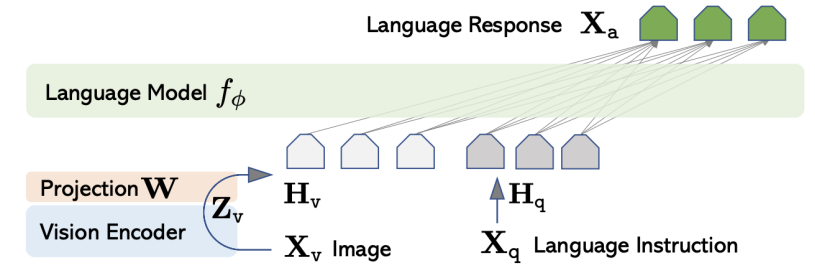 Language Response X_a
Language Model f_ϕ
Projection W
Z_v
H_v
H_q
Vision Encoder
X_v Image
X_q Language Instruction